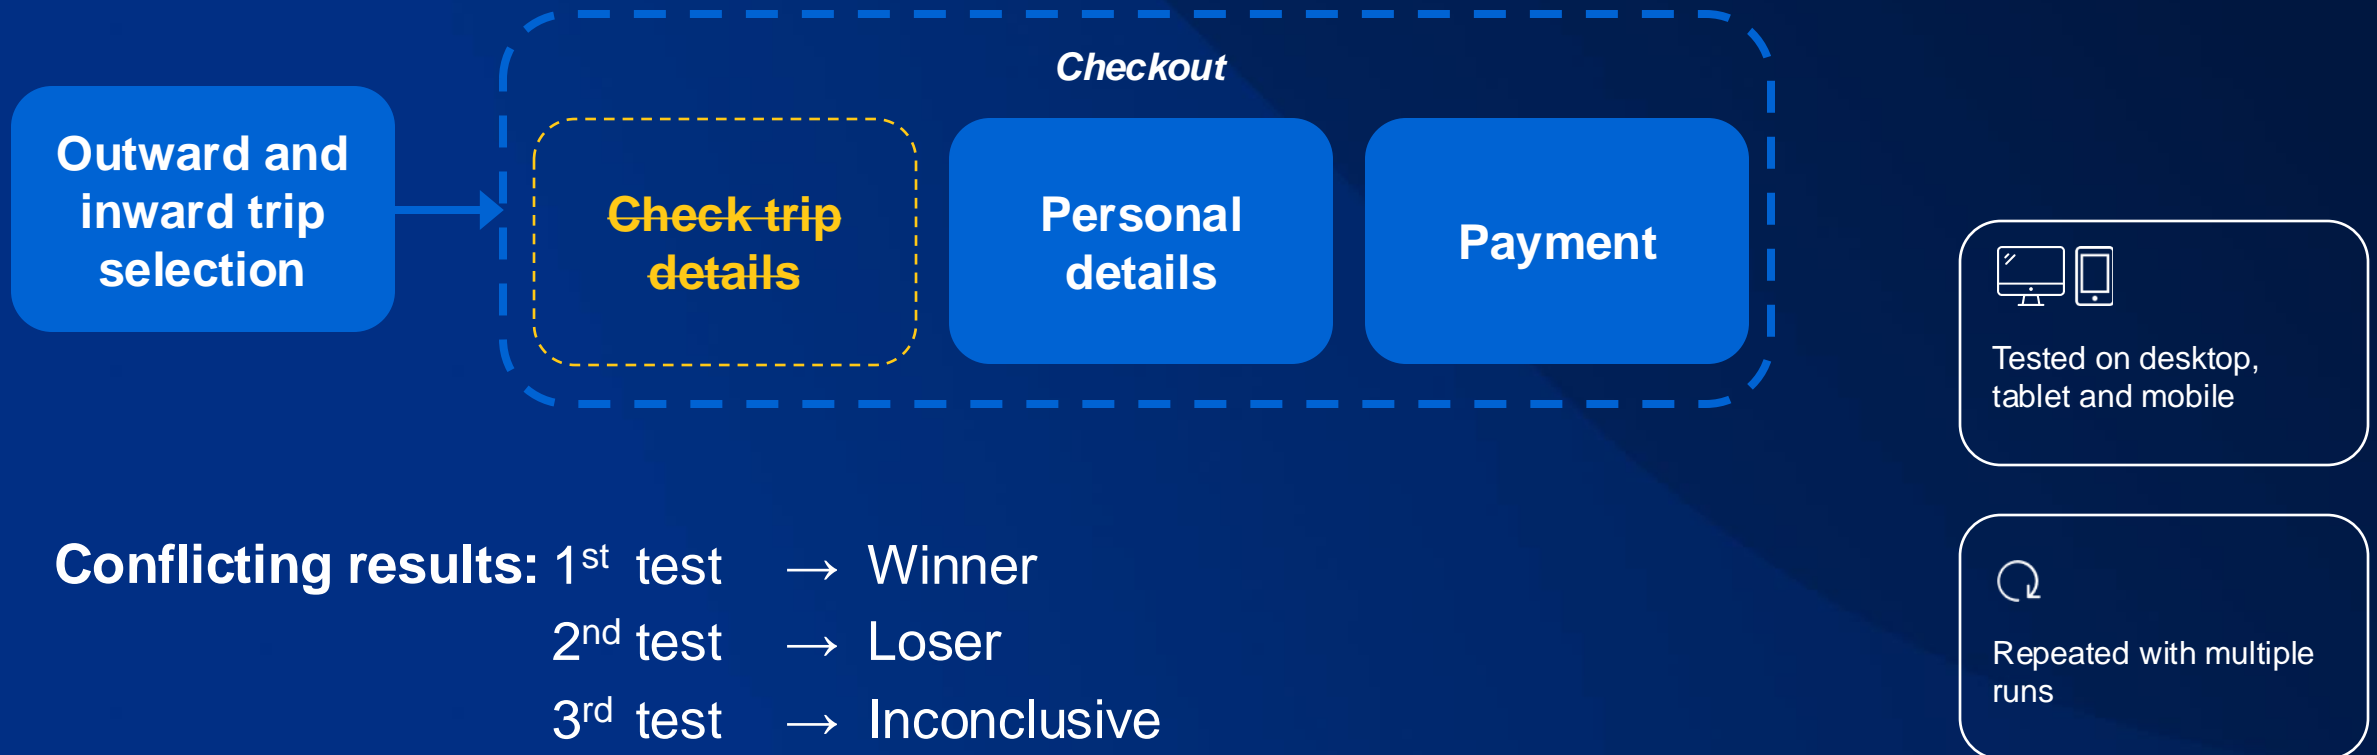 Checkout
Outward and
inward trip
selection
Check trip
details
Personal
details
Payment
Tested on desktop,
tablet and mobile
Conflicting results: 1st test → Winner
2nd test → Loser
3rd test → Inconclusive
Repeated with multiple
runs